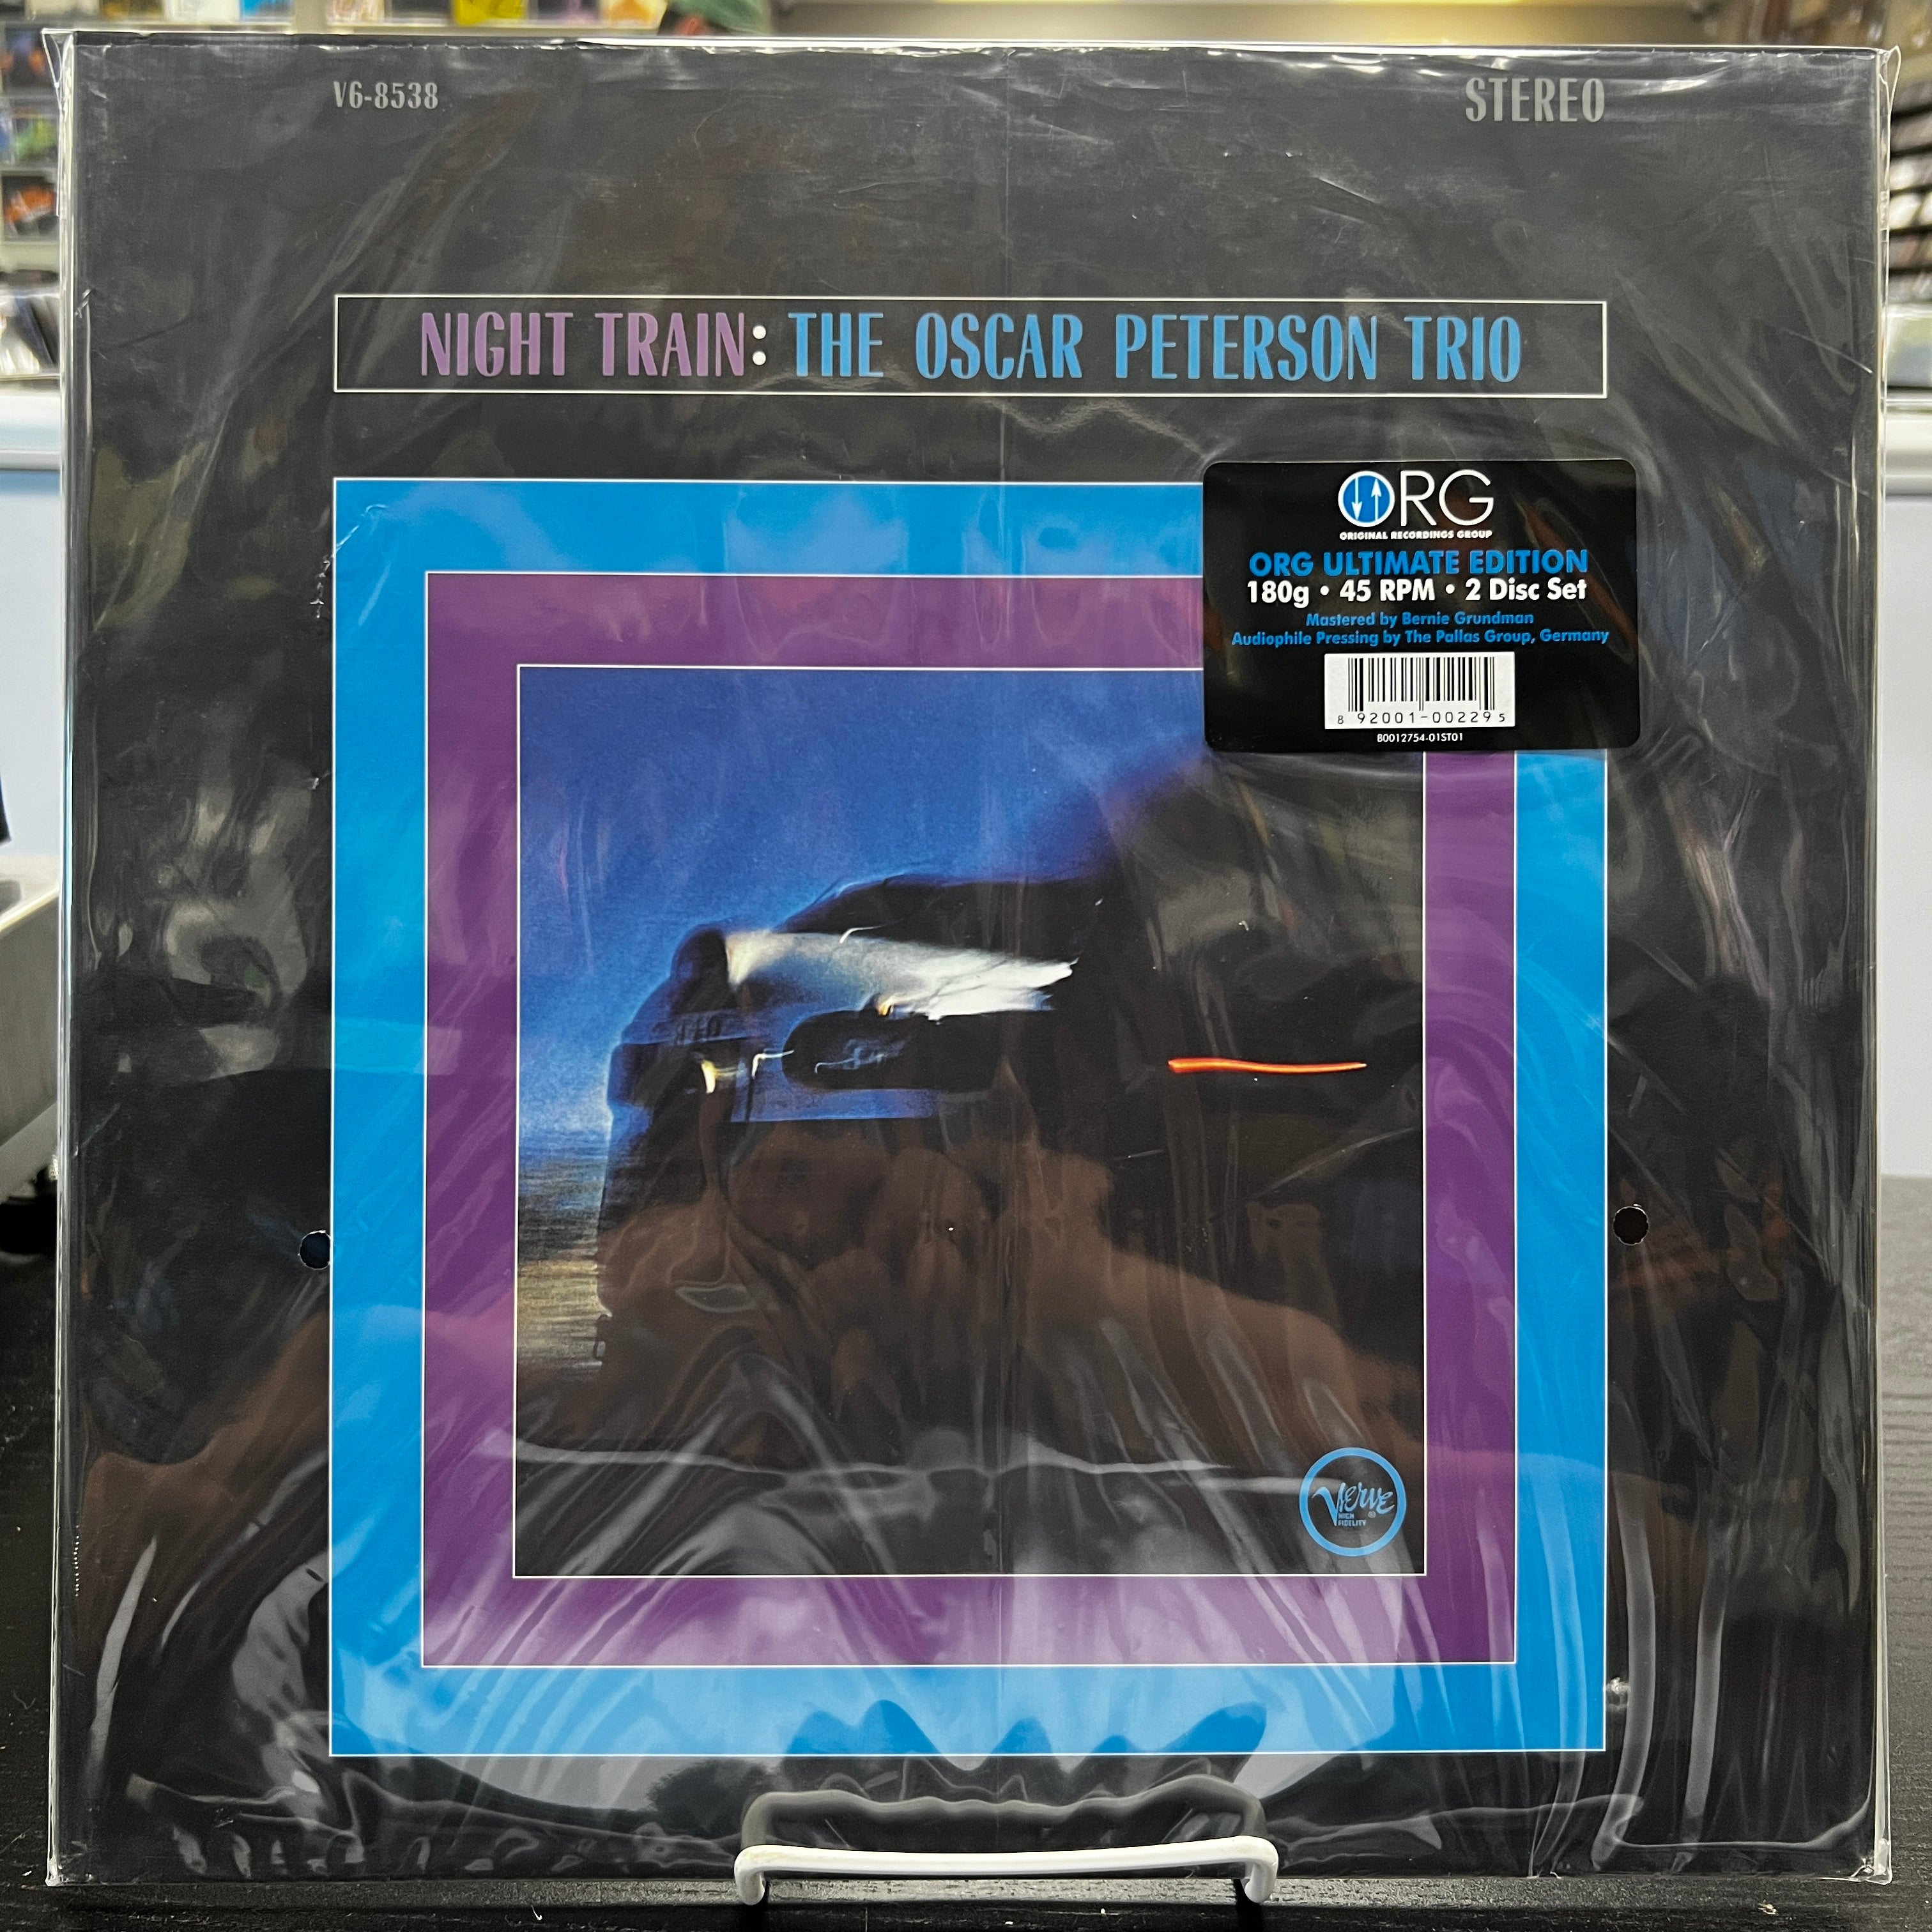 V6-8538
STEREO
NIGHT TRAIN: THE OSCAR PETERSON TRIO
ORG
ORIGINAL RECORDINGS GROUP
ORG ULTIMATE EDITION
180g • 45 RPM • 2 Disc Set
Mastered by Bernie Grundman
Audiophile Pressing by The Pallas Group, Germany
8 92001-00229 5
B0012754-01ST01
Verve
HIGH
FIDELITY
®